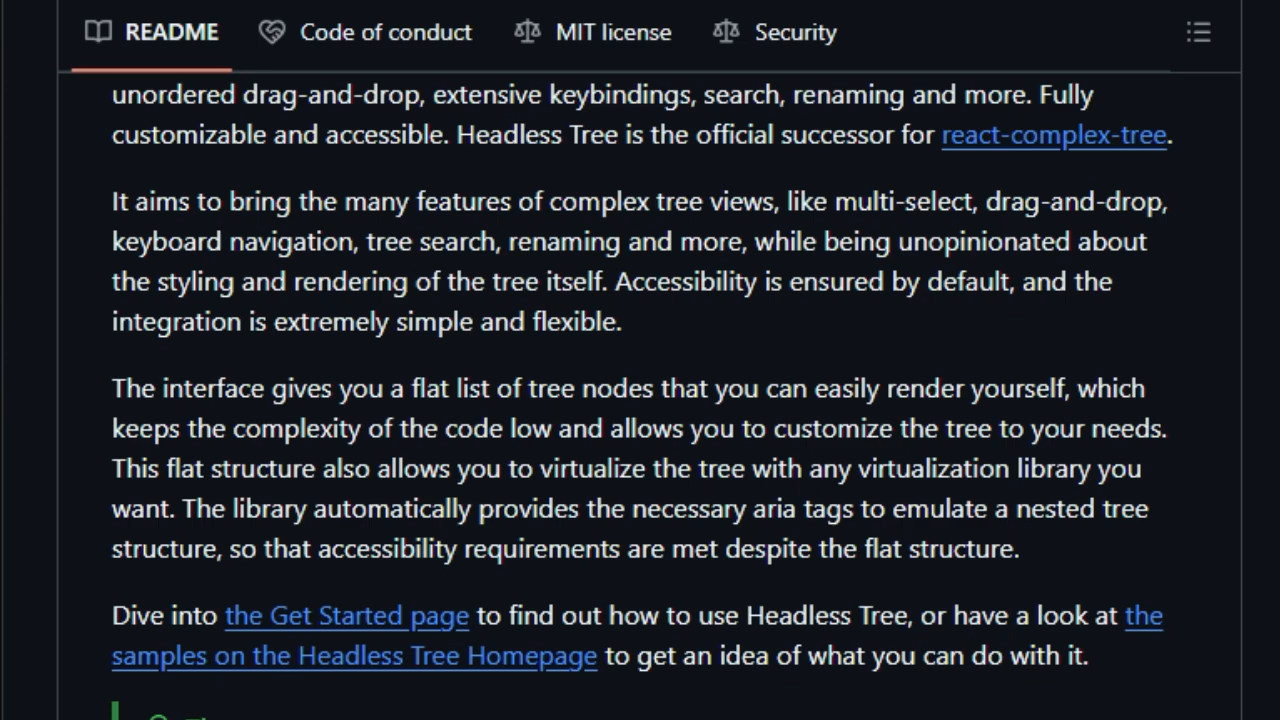 README Code of conduct MIT license Security
unordered drag-and-drop, extensive keybindings, search, renaming and more. Fully
customizable and accessible. Headless Tree is the official successor for react-complex-tree.
It aims to bring the many features of complex tree views, like multi-select, drag-and-drop,
keyboard navigation, tree search, renaming and more, while being unopinionated about
the styling and rendering of the tree itself. Accessibility is ensured by default, and the
integration is extremely simple and flexible.
The interface gives you a flat list of tree nodes that you can easily render yourself, which
keeps the complexity of the code low and allows you to customize the tree to your needs.
This flat structure also allows you to virtualize the tree with any virtualization library you
want. The library automatically provides the necessary aria tags to emulate a nested tree
structure, so that accessibility requirements are met despite the flat structure.
Dive into the Get Started page to find out how to use Headless Tree, or have a look at the
samples on the Headless Tree Homepage to get an idea of what you can do with it.